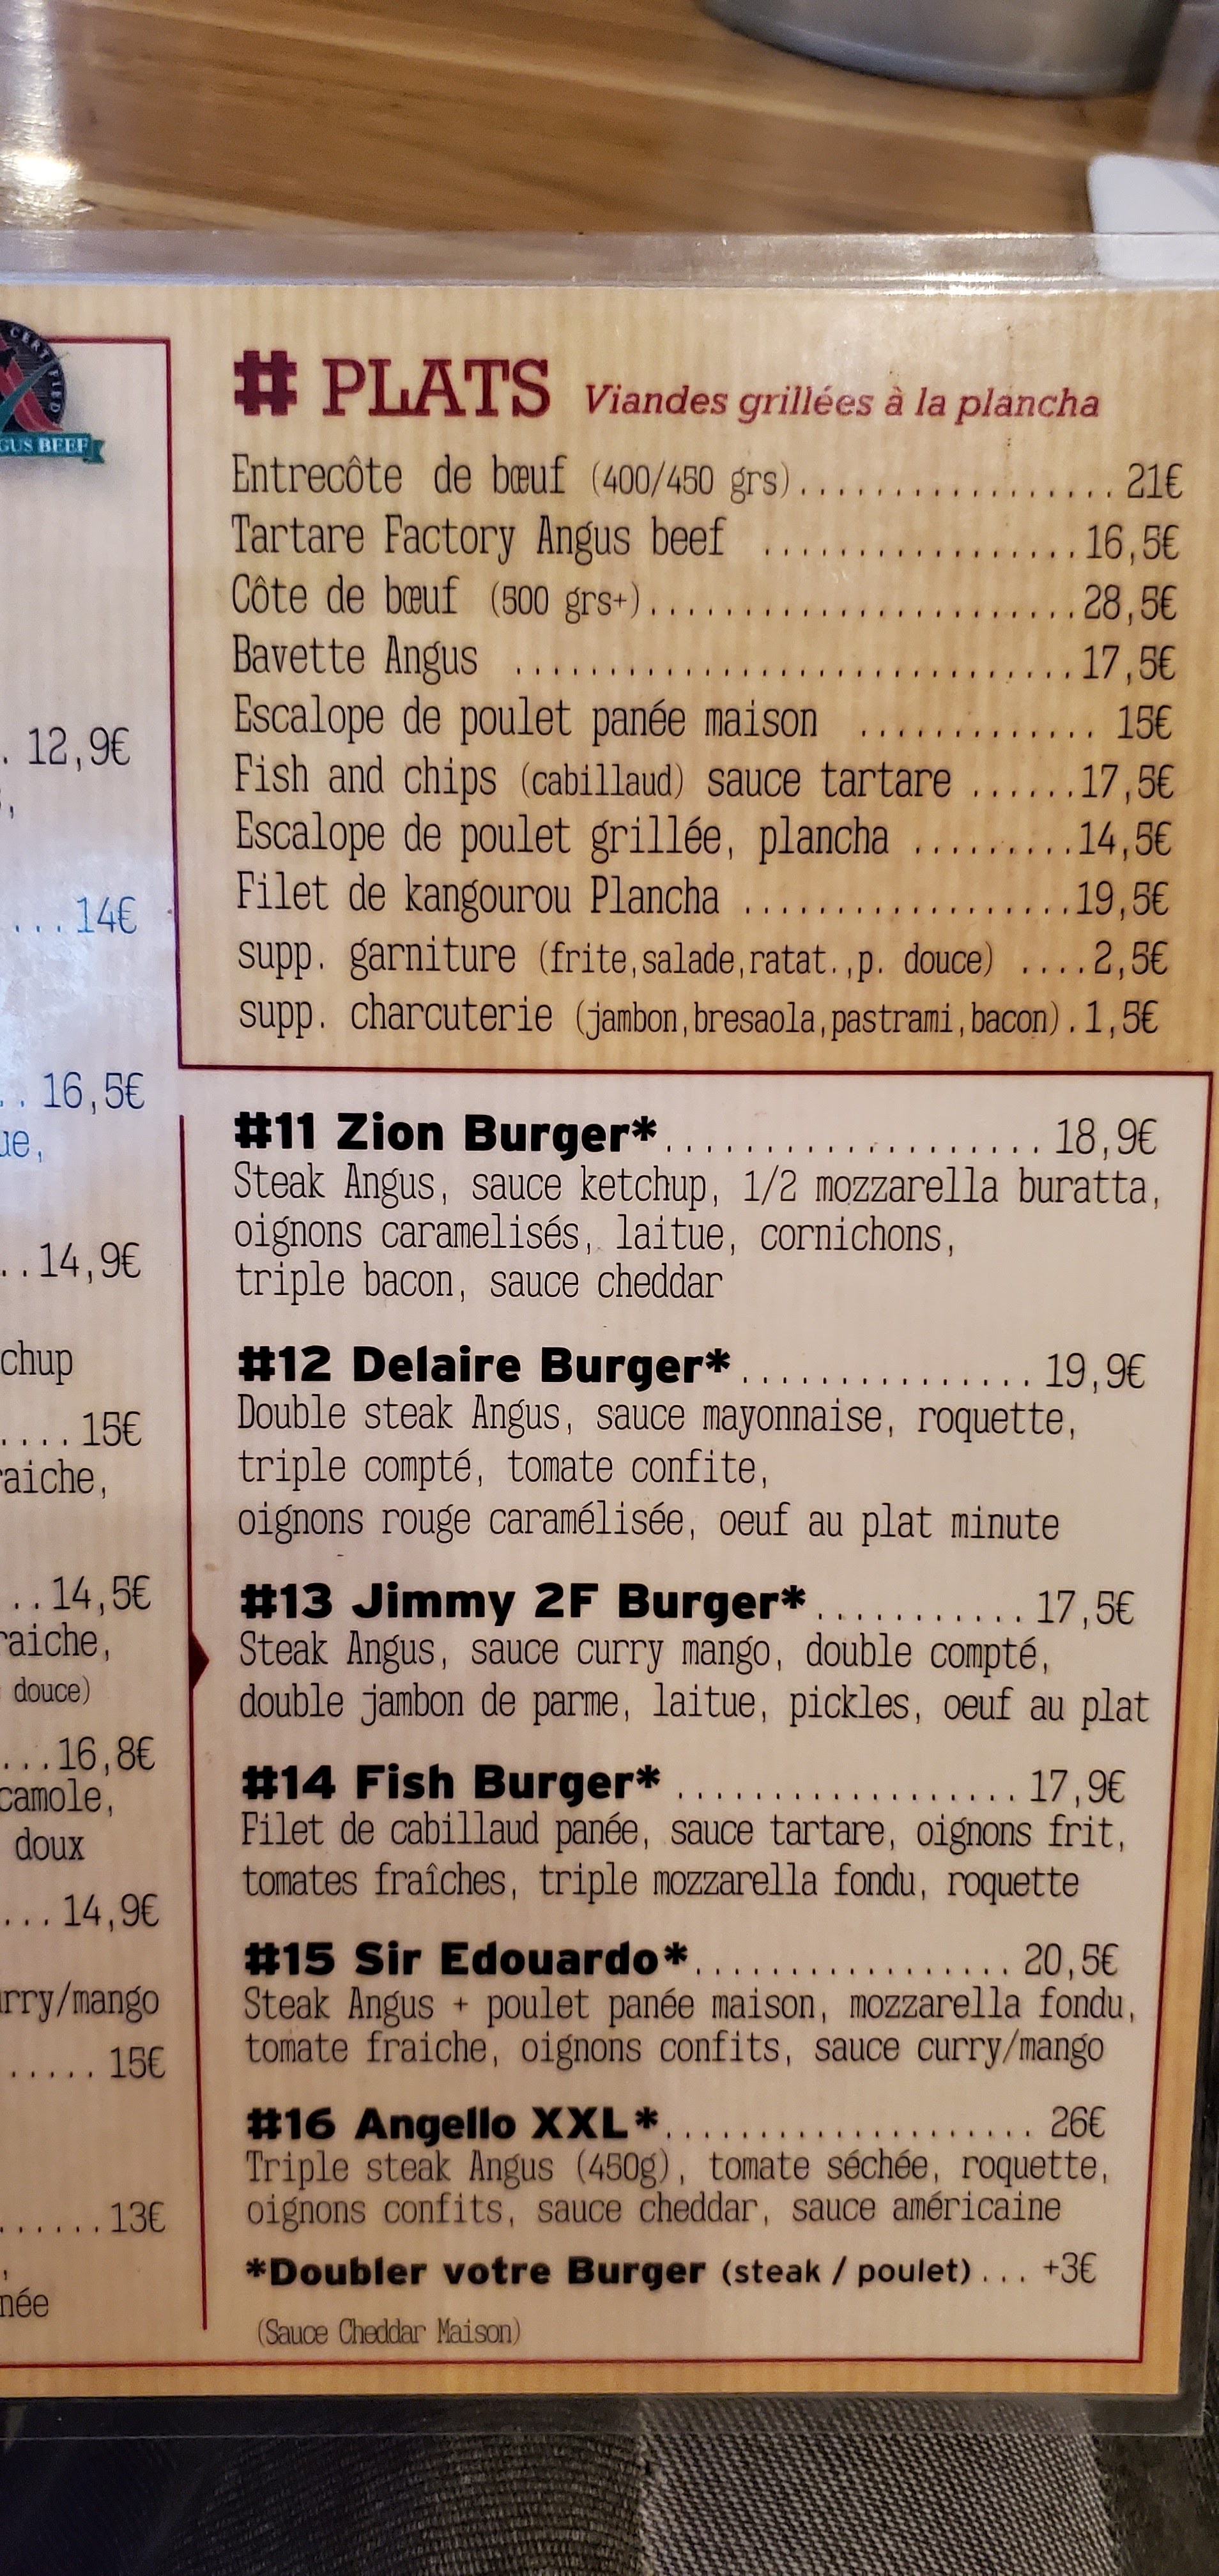 CERTIFIED
GUS BEEF
12,9€
14€
16,5€
14,9€
chup
15€
raiche,
14,5€
raiche,
douce)
16,8€
camole,
doux
14,9€
urry/mango
15€
13€
née
# PLATS Viandes grillées à la plancha
Entrecôte de bœuf (400/450 grs)................. 21€
Tartare Factory Angus beef .................16,5€
Côte de bœuf (500 grs+).......................28,5€
Bavette Angus ..............................17,5€
Escalope de poulet panée maison ............. 15€
Fish and chips (cabillaud) sauce tartare ......17,5€
Escalope de poulet grillée, plancha .........14,5€
Filet de kangourou Plancha ..................19,5€
supp. garniture (frite,salade,ratat.,p. douce) ....2,5€
supp. charcuterie (jambon,bresaola,pastrami,bacon).1,5€
#11 Zion Burger*.................... 18,9€
Steak Angus, sauce ketchup, 1/2 mozzarella buratta,
oignons caramelisés, laitue, cornichons,
triple bacon, sauce cheddar
#12 Delaire Burger*................ 19,9€
Double steak Angus, sauce mayonnaise, roquette,
triple compté, tomate confite,
oignons rouge caramélisée, oeuf au plat minute
#13 Jimmy 2F Burger*........... 17,5€
Steak Angus, sauce curry mango, double compté,
double jambon de parme, laitue, pickles, oeuf au plat
#14 Fish Burger* .................. 17,9€
Filet de cabillaud panée, sauce tartare, oignons frit,
tomates fraîches, triple mozzarella fondu, roquette
#15 Sir Edouardo*................. 20,5€
Steak Angus + poulet panée maison, mozzarella fondu,
tomate fraiche, oignons confits, sauce curry/mango
#16 Angello XXL*.................... 26€
Triple steak Angus (450g), tomate séchée, roquette,
oignons confits, sauce cheddar, sauce américaine
*Doubler votre Burger (steak / poulet)... +3€
(Sauce Cheddar Maison)